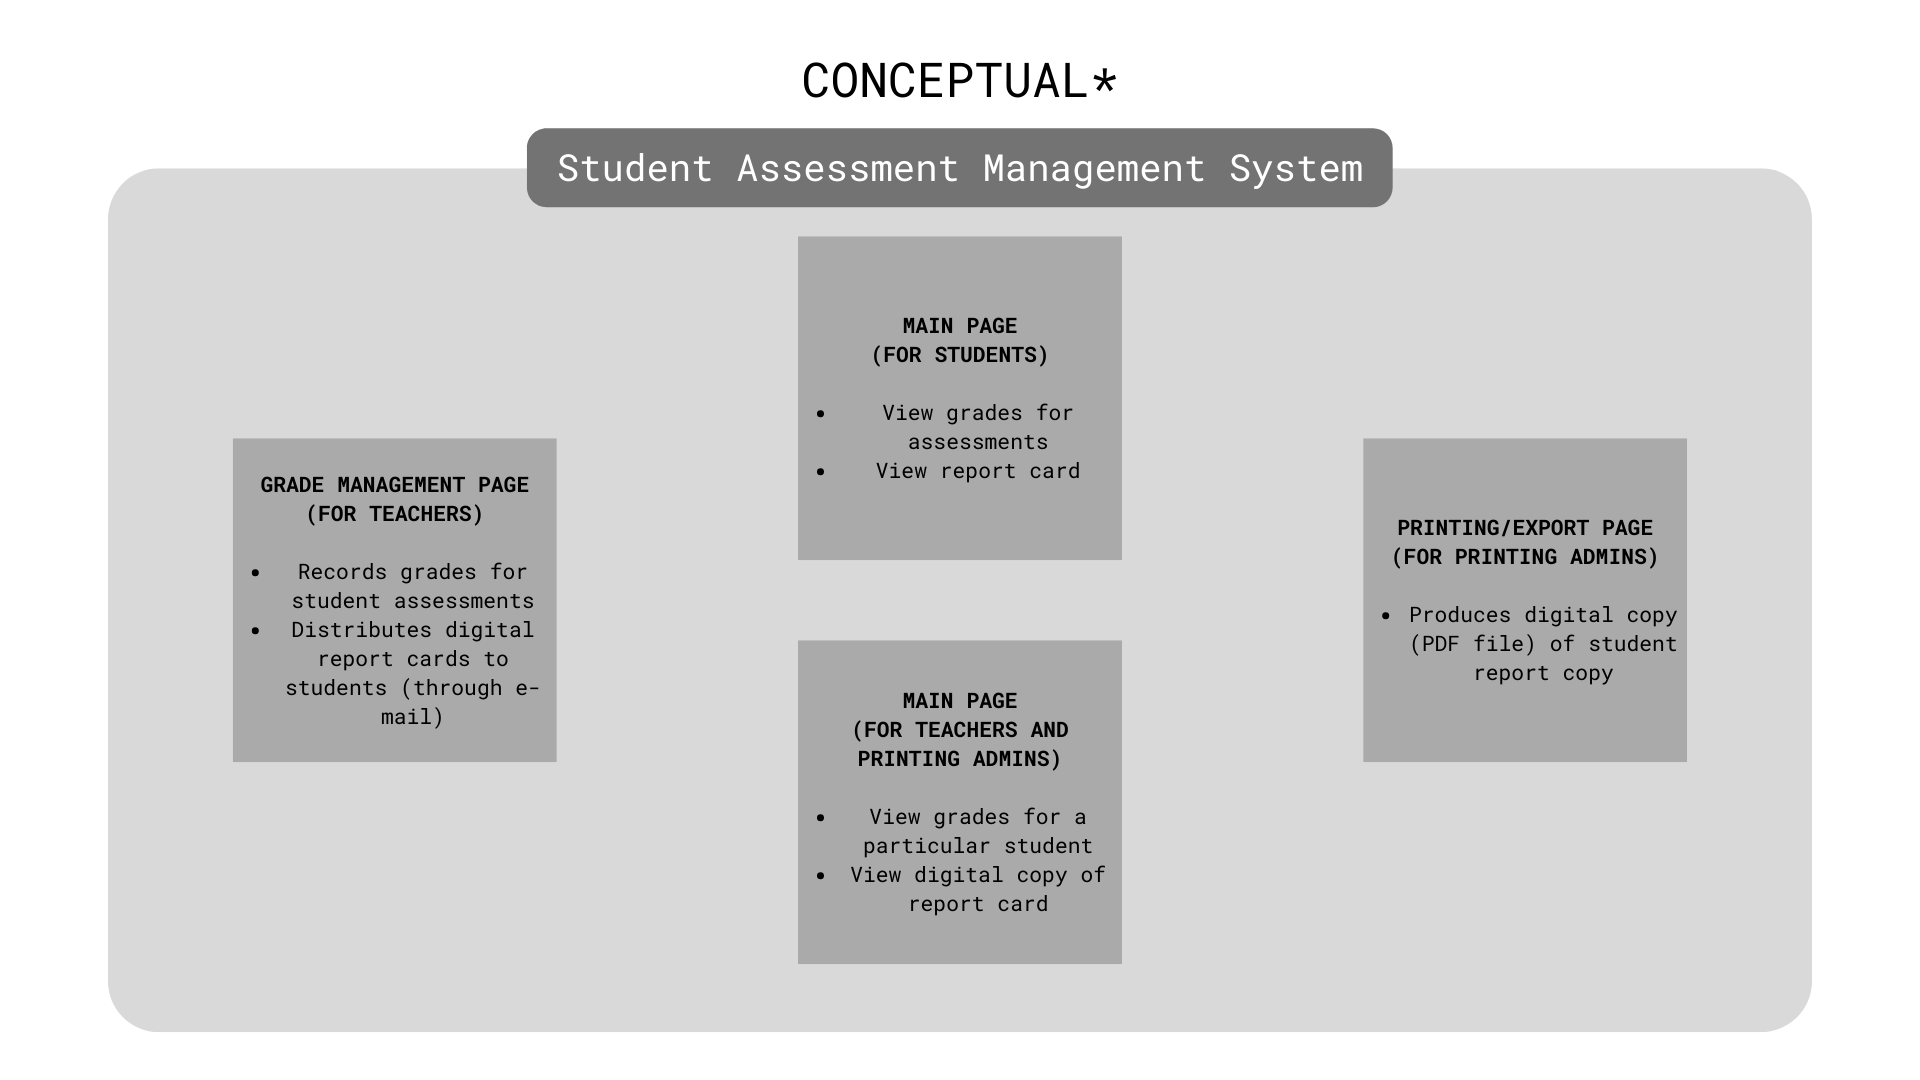 CONCEPTUAL*
Student Assessment Management System
MAIN PAGE
(FOR STUDENTS)
• View grades for
assessments
• View report card
GRADE MANAGEMENT PAGE
(FOR TEACHERS)
• Records grades for
student assessments
• Distributes digital
report cards to
students (through e-
mail)
PRINTING/EXPORT PAGE
(FOR PRINTING ADMINS)
• Produces digital copy
(PDF file) of student
report copy
MAIN PAGE
(FOR TEACHERS AND
PRINTING ADMINS)
• View grades for a
particular student
• View digital copy of
report card